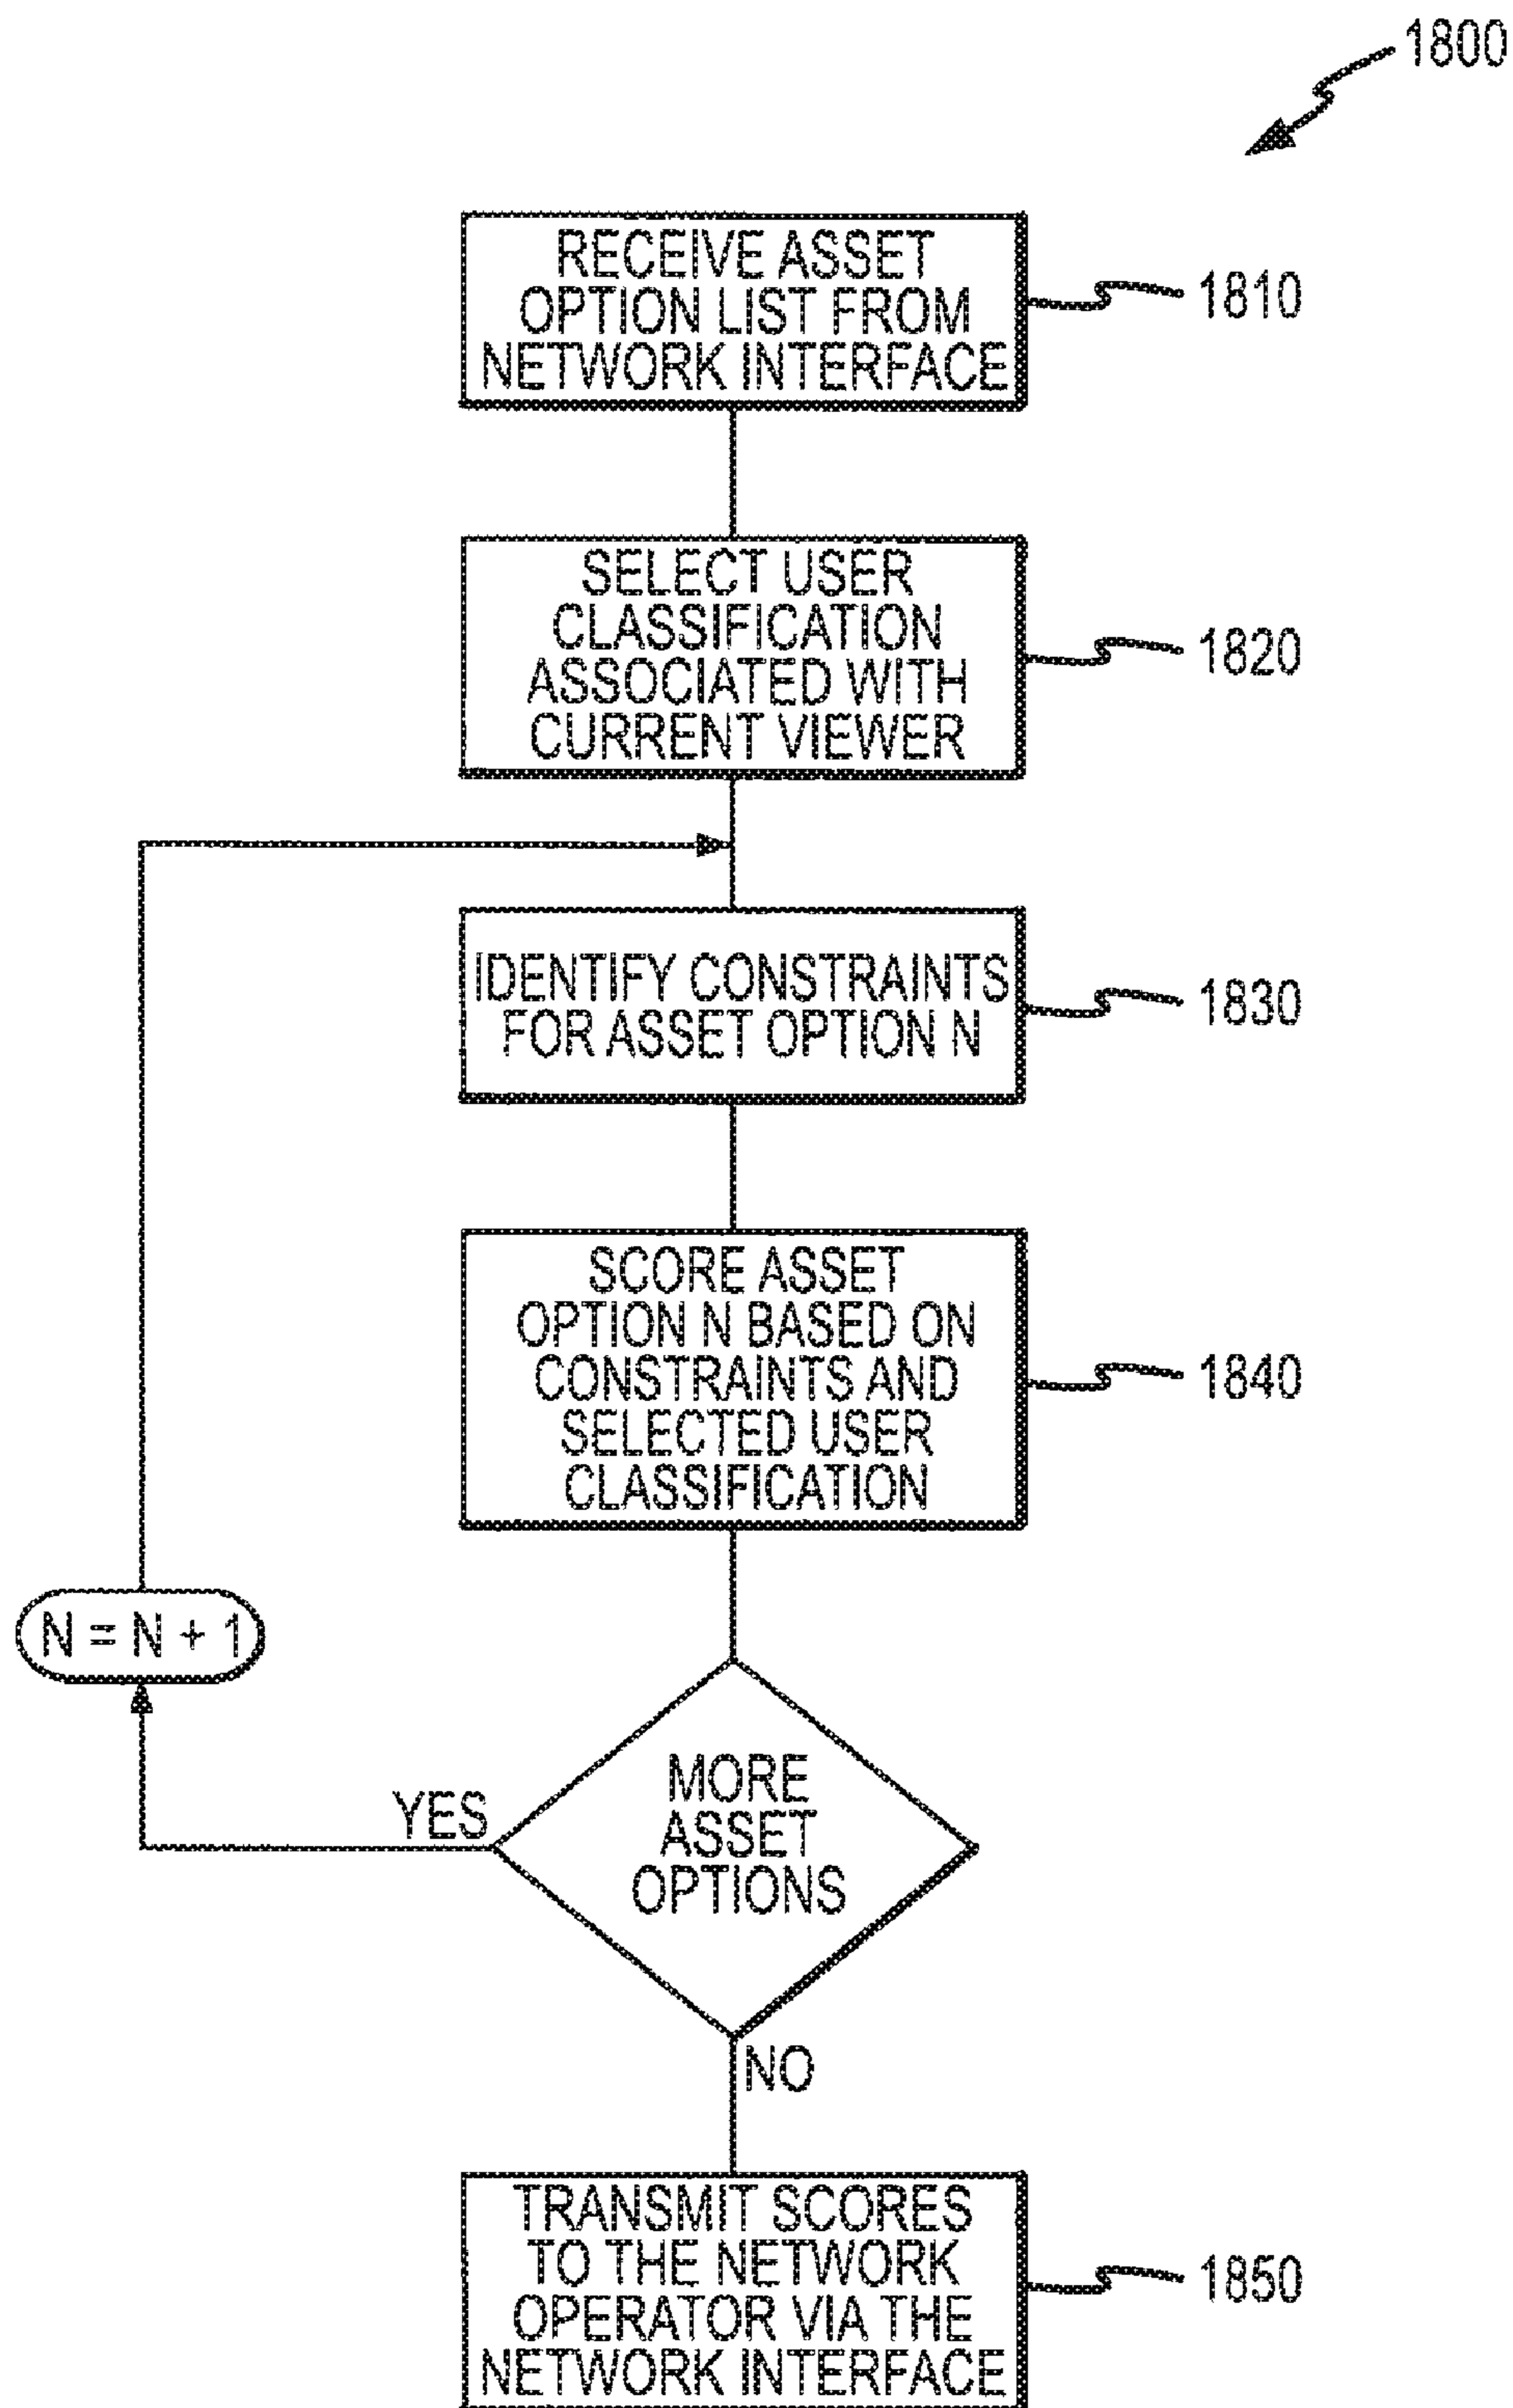 1800
RECEIVE ASSET
OPTION LIST FROM
NETWORK INTERFACE
1810
SELECT USER
CLASSIFICATION
ASSOCIATED WITH
CURRENT VIEWER
1820
IDENTIFY CONSTRAINTS
FOR ASSET OPTION N
1830
SCORE ASSET
OPTION N BASED ON
CONSTRAINTS AND
SELECTED USER
CLASSIFICATION
1840
N = N + 1
MORE
ASSET
OPTIONS
YES
NO
TRANSMIT SCORES
TO THE NETWORK
OPERATOR VIA THE
NETWORK INTERFACE
1850